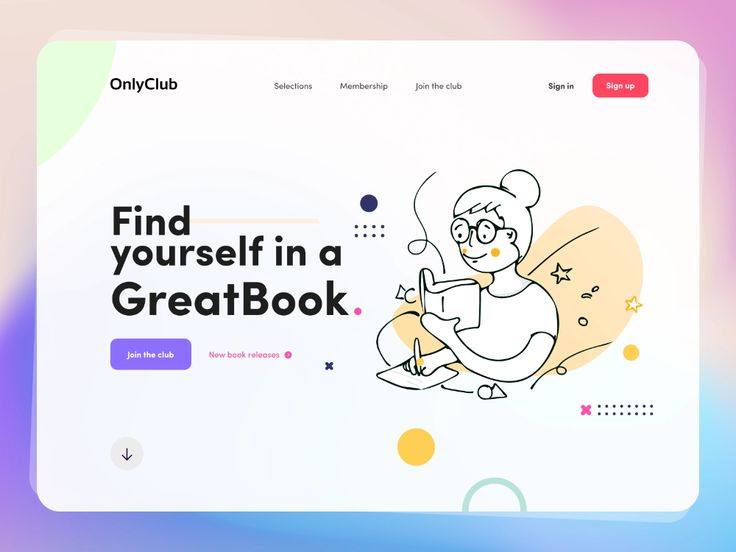 OnlyClub
Selections
Membership
Join the club
Sign in
Sign up
Find
yourself in a
GreatBook.
Join the club
New book releases